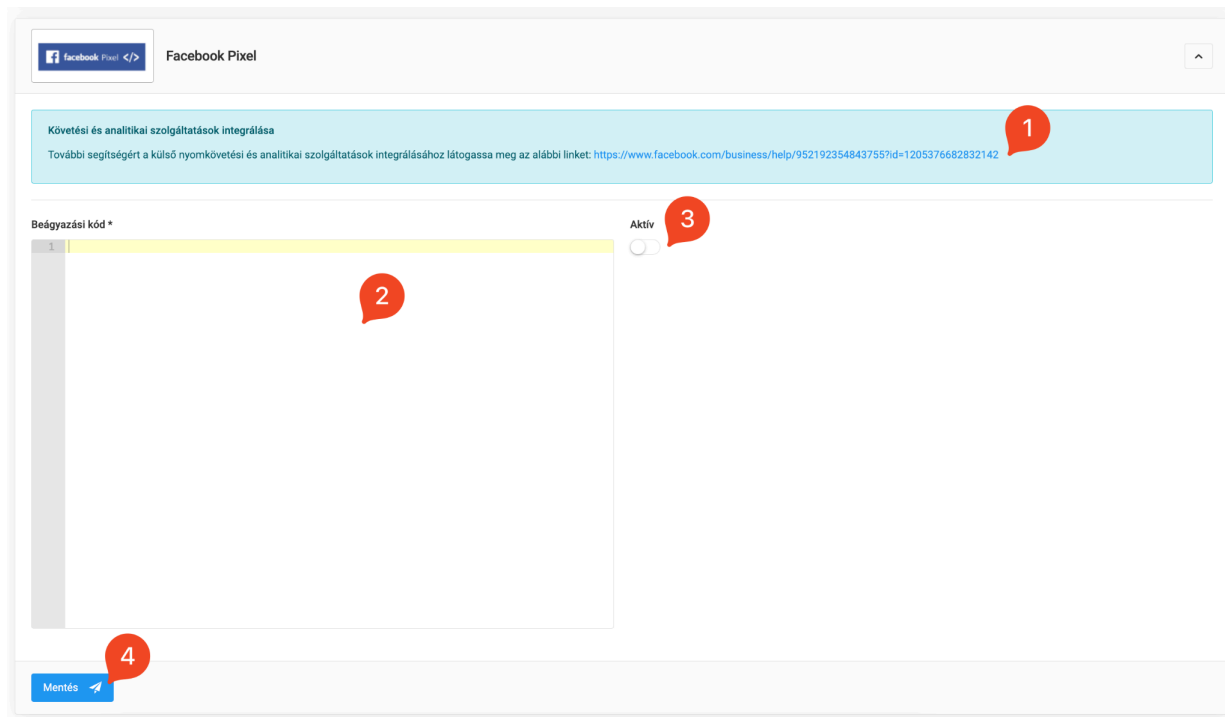 facebook Pixel </>
Facebook Pixel
1
Követési és analitikai szolgáltatások integrálása
További segítségért a külső nyomkövetési és analitikai szolgáltatások integrálásához látogassa meg az alábbi linket: https://www.facebook.com/business/help/952192354843755?id=1205376682832142
Beágyazási kód *
Aktív
3
1
2
4
Mentés